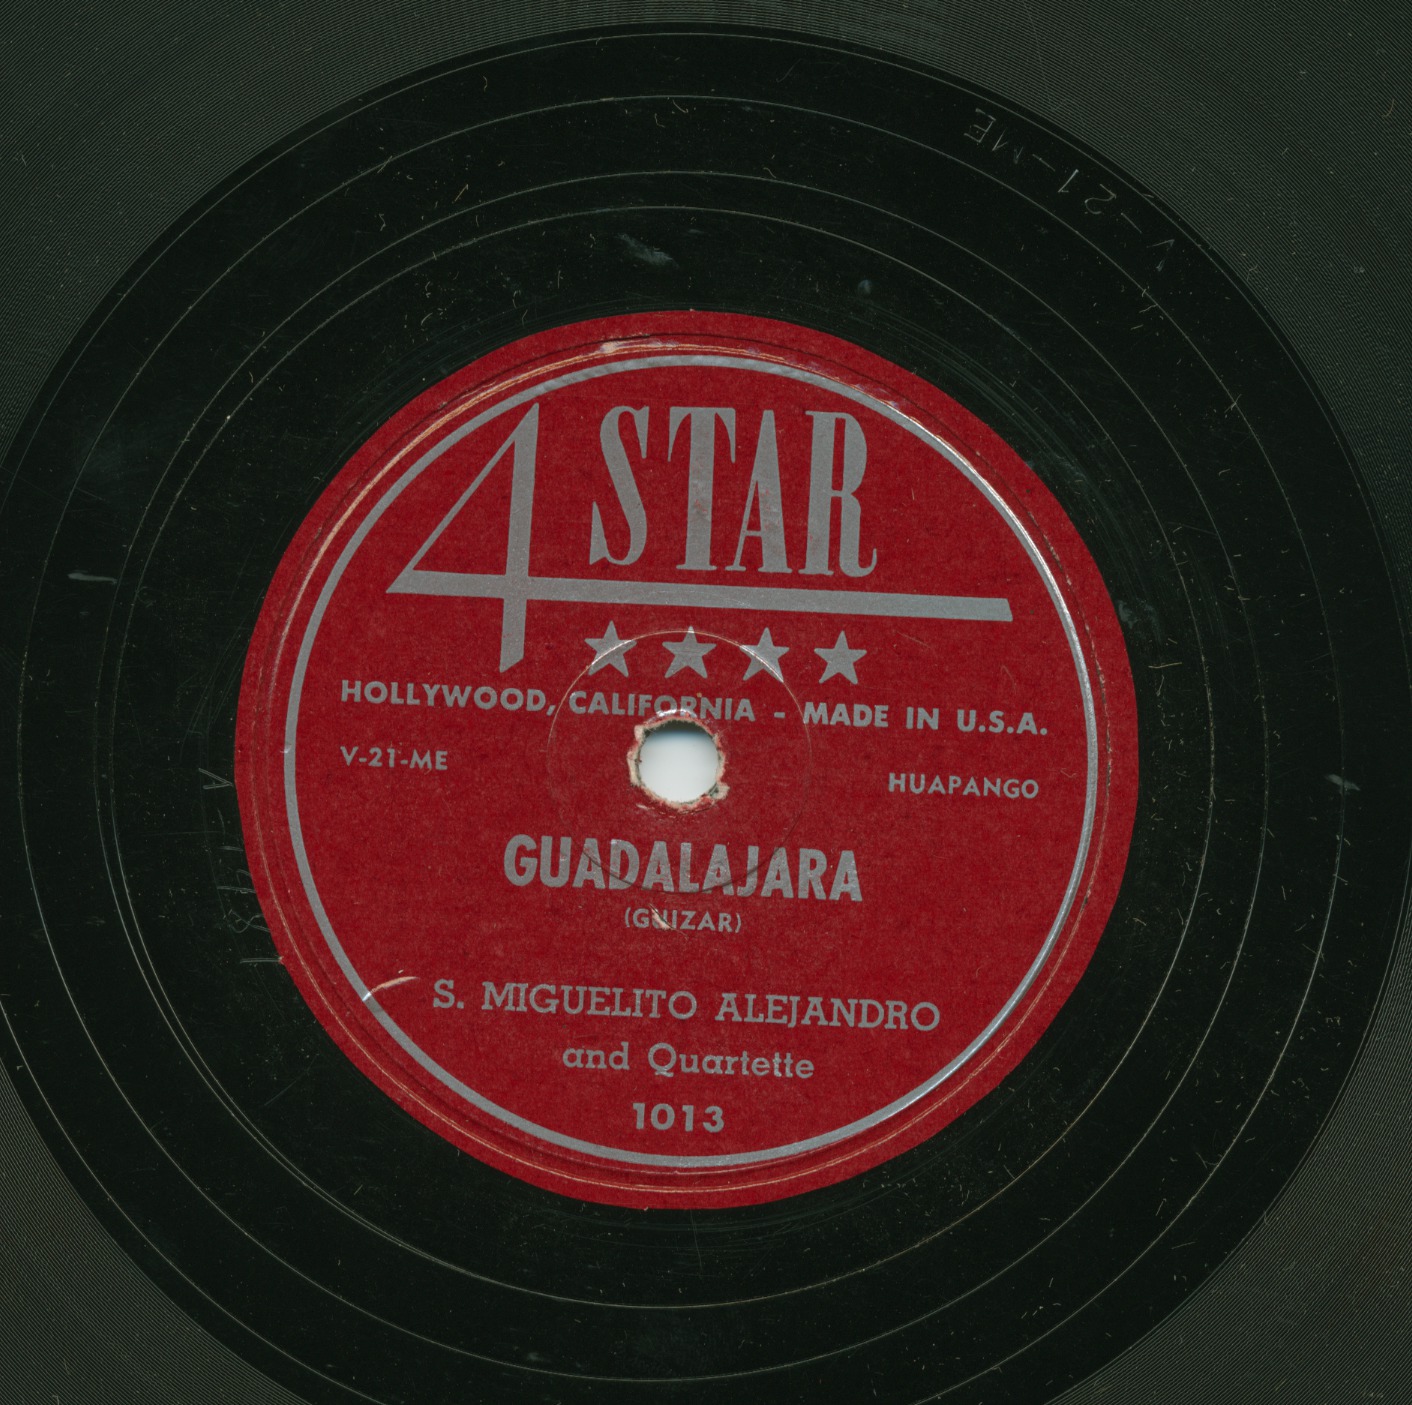 V-21-ME
4 STAR
HOLLYWOOD, CALIFORNIA - MADE IN U.S.A.
V-21-ME
HUAPANGO
GUADALAJARA
(GUIZAR)
S. MIGUELITO ALEJANDRO
and Quartette
1013